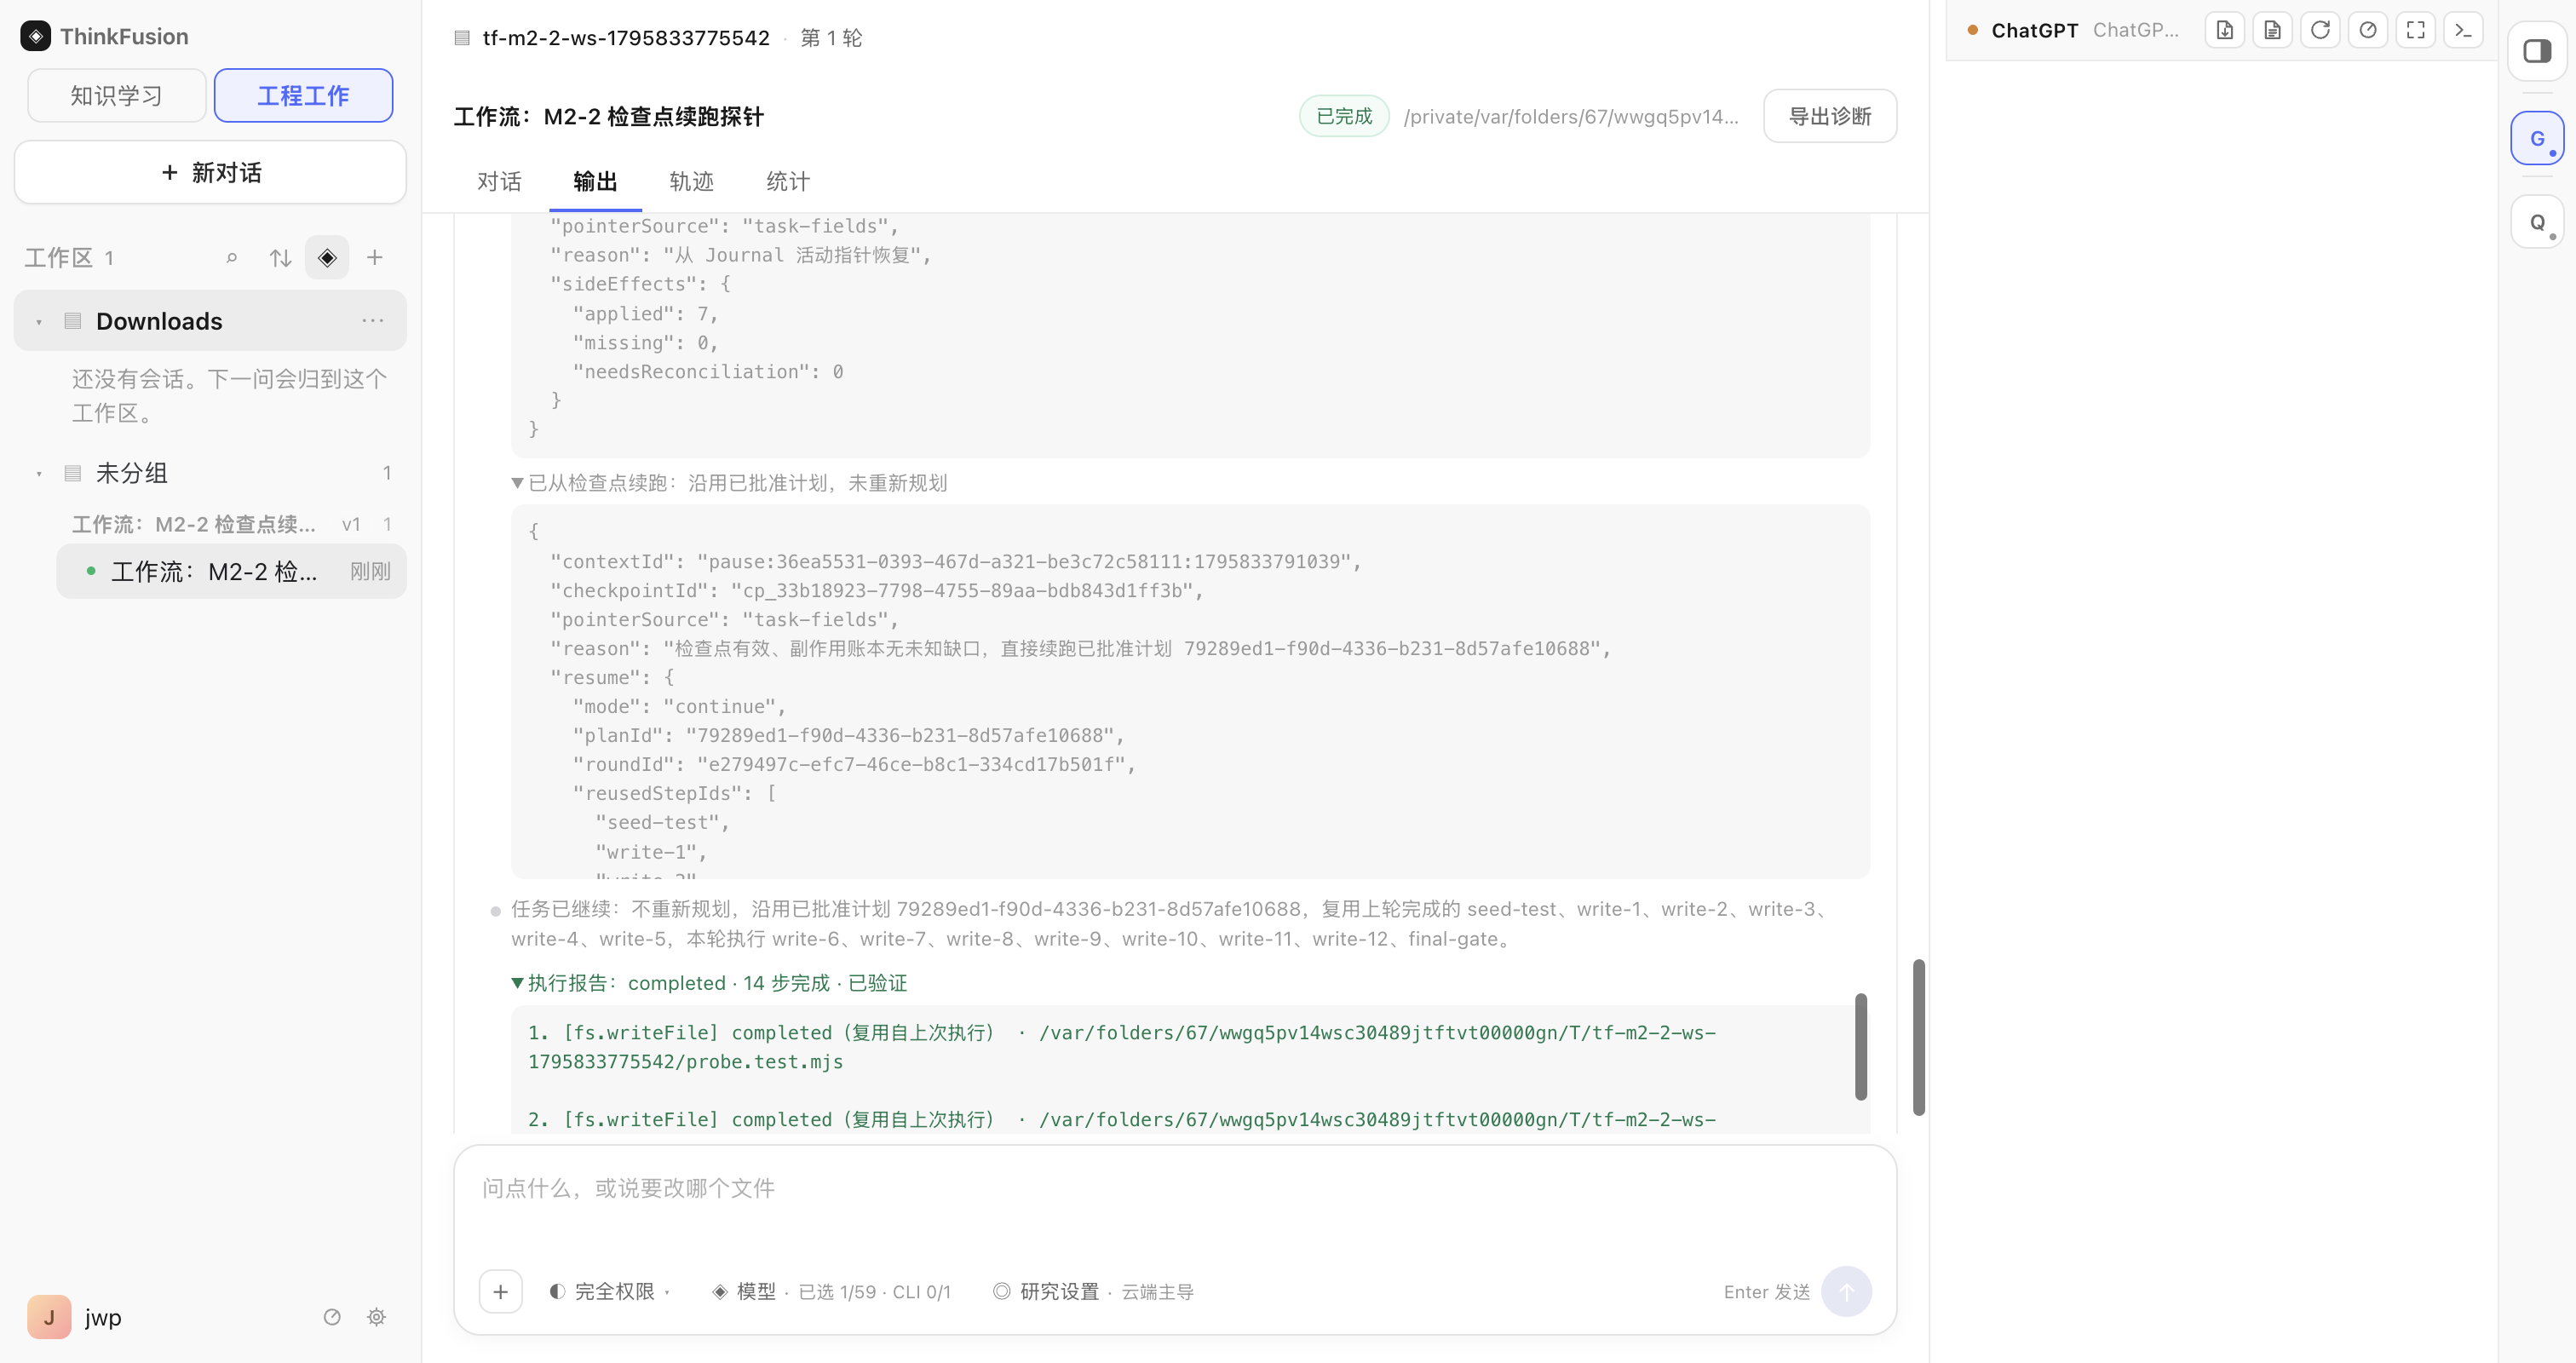 ThinkFusion
知识学习
工程工作
+ 新对话
工作区 1
Downloads
还没有会话。下一问会归到这个
工作区。
未分组 1
工作流：M2-2 检查点续... v1 1
工作流：M2-2 检... 刚刚
J jwp
tf-m2-2-ws-1795833775542 · 第 1 轮
工作流：M2-2 检查点续跑探针
已完成
/private/var/folders/67/wwgq5pv14...
导出诊断
对话 输出 轨迹 统计
"pointerSource": "task-fields",
"reason": "从 Journal 活动指针恢复",
"sideEffects": {
"applied": 7,
"missing": 0,
"needsReconciliation": 0
}
}
▼已从检查点续跑：沿用已批准计划，未重新规划
{
"contextId": "pause:36ea5531-0393-467d-a321-be3c72c58111:1795833791039",
"checkpointId": "cp_33b18923-7798-4755-89aa-bdb843d1ff3b",
"pointerSource": "task-fields",
"reason": "检查点有效、副作用账本无未知缺口，直接续跑已批准计划 79289ed1-f90d-4336-b231-8d57afe10688",
"resume": {
"mode": "continue",
"planId": "79289ed1-f90d-4336-b231-8d57afe10688",
"roundId": "e279497c-efc7-46ce-b8c1-334cd17b501f",
"reusedStepIds": [
"seed-test",
"write-1",
任务已继续：不重新规划，沿用已批准计划 79289ed1-f90d-4336-b231-8d57afe10688，复用上轮完成的 seed-test、write-1、write-2、write-3、
write-4、write-5，本轮执行 write-6、write-7、write-8、write-9、write-10、write-11、write-12、final-gate。
▼执行报告：completed · 14 步完成 · 已验证
1. [fs.writeFile] completed（复用自上次执行） · /var/folders/67/wwgq5pv14wsc30489jtftvt00000gn/T/tf-m2-2-ws-
1795833775542/probe.test.mjs
2. [fs.writeFile] completed（复用自上次执行） · /var/folders/67/wwgq5pv14wsc30489jtftvt00000gn/T/tf-m2-2-ws-
问点什么，或说要改哪个文件
+ 完全权限 模型 · 已选 1/59 · CLI 0/1 研究设置 · 云端主导
Enter 发送
ChatGPT ChatGP...
G
Q